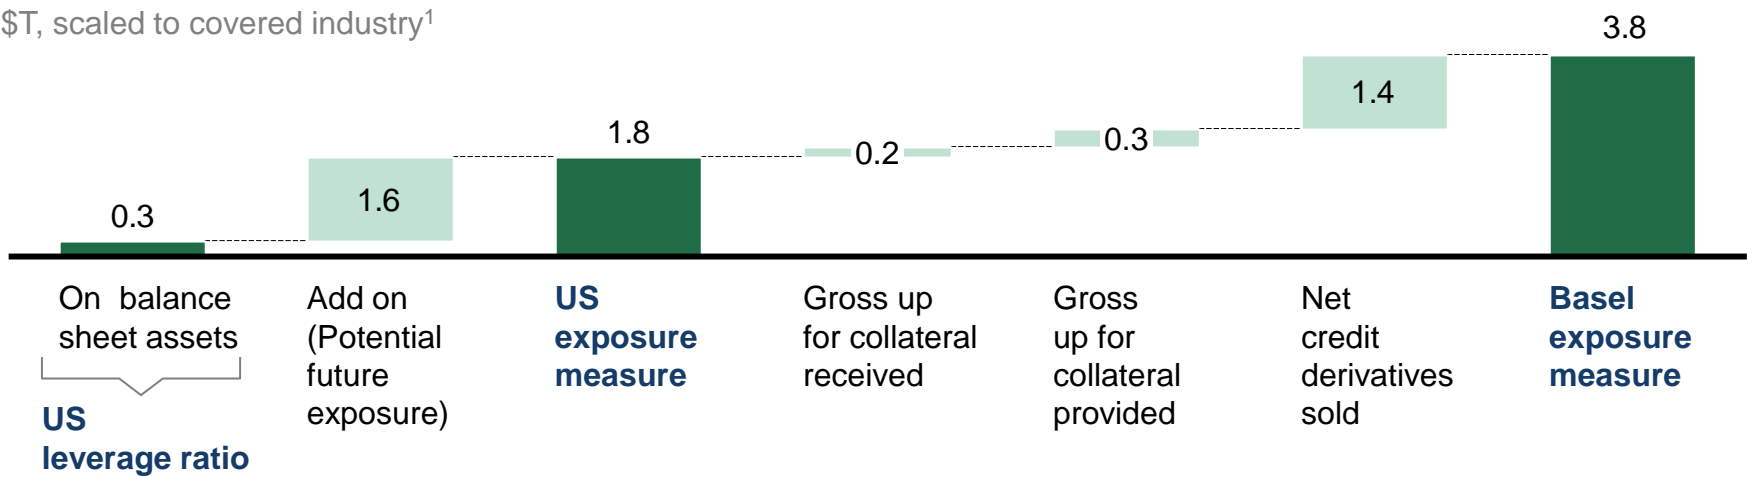 $T, scaled to covered industry¹
0.3
1.6
1.8
0.2
0.3
1.4
3.8
On balance
sheet assets
US
leverage ratio
Add on
(Potential
future
exposure)
US
exposure
measure
Gross up
for collateral
received
Gross
up for
collateral
provided
Net
credit
derivatives
sold
Basel
exposure
measure